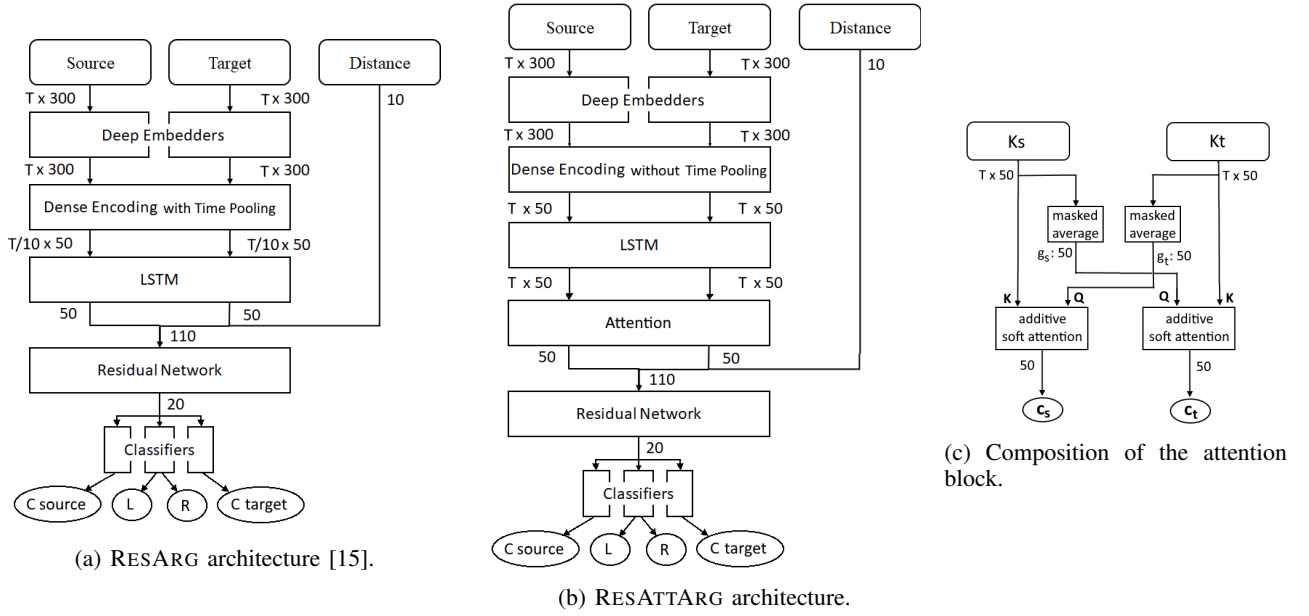 Source Target Distance
T x 300 T x 300 10
Deep Embedders
T x 300 T x 300
Dense Encoding with Time Pooling
T/10 x 50 T/10 x 50
LSTM
50 50
110
Residual Network
20
Classifiers
C source L R C target
(a) RESARG architecture [15].
Source Target Distance
T x 300 T x 300 10
Deep Embedders
T x 300 T x 300
Dense Encoding without Time Pooling
T x 50 T x 50
LSTM
T x 50 T x 50
Attention
50 50
110
Residual Network
20
Classifiers
C source L R C target
(b) RESATTARG architecture.
Ks Kt
T x 50 T x 50
masked masked
average average
gs: 50 gt: 50
K Q Q K
additive additive
soft attention soft attention
50 50
cs ct
(c) Composition of the attention
block.